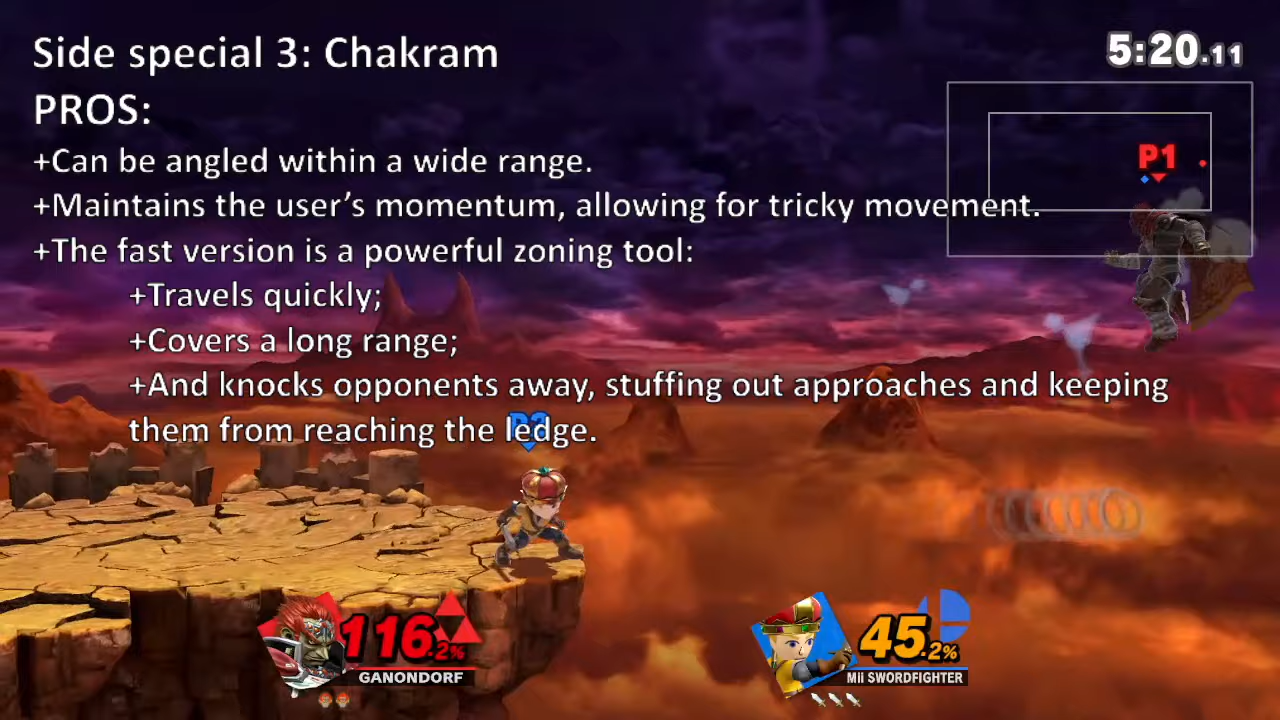 Side special 3: Chakram
5:20.11
PROS:
+Can be angled within a wide range.
P1
+Maintains the user’s momentum, allowing for tricky movement.
+The fast version is a powerful zoning tool:
+Travels quickly;
+Covers a long range;
+And knocks opponents away, stuffing out approaches and keeping
them from reaching the ledge.
P2
116.2%
GANONDORF
45.2%
Mii SWORDFIGHTER